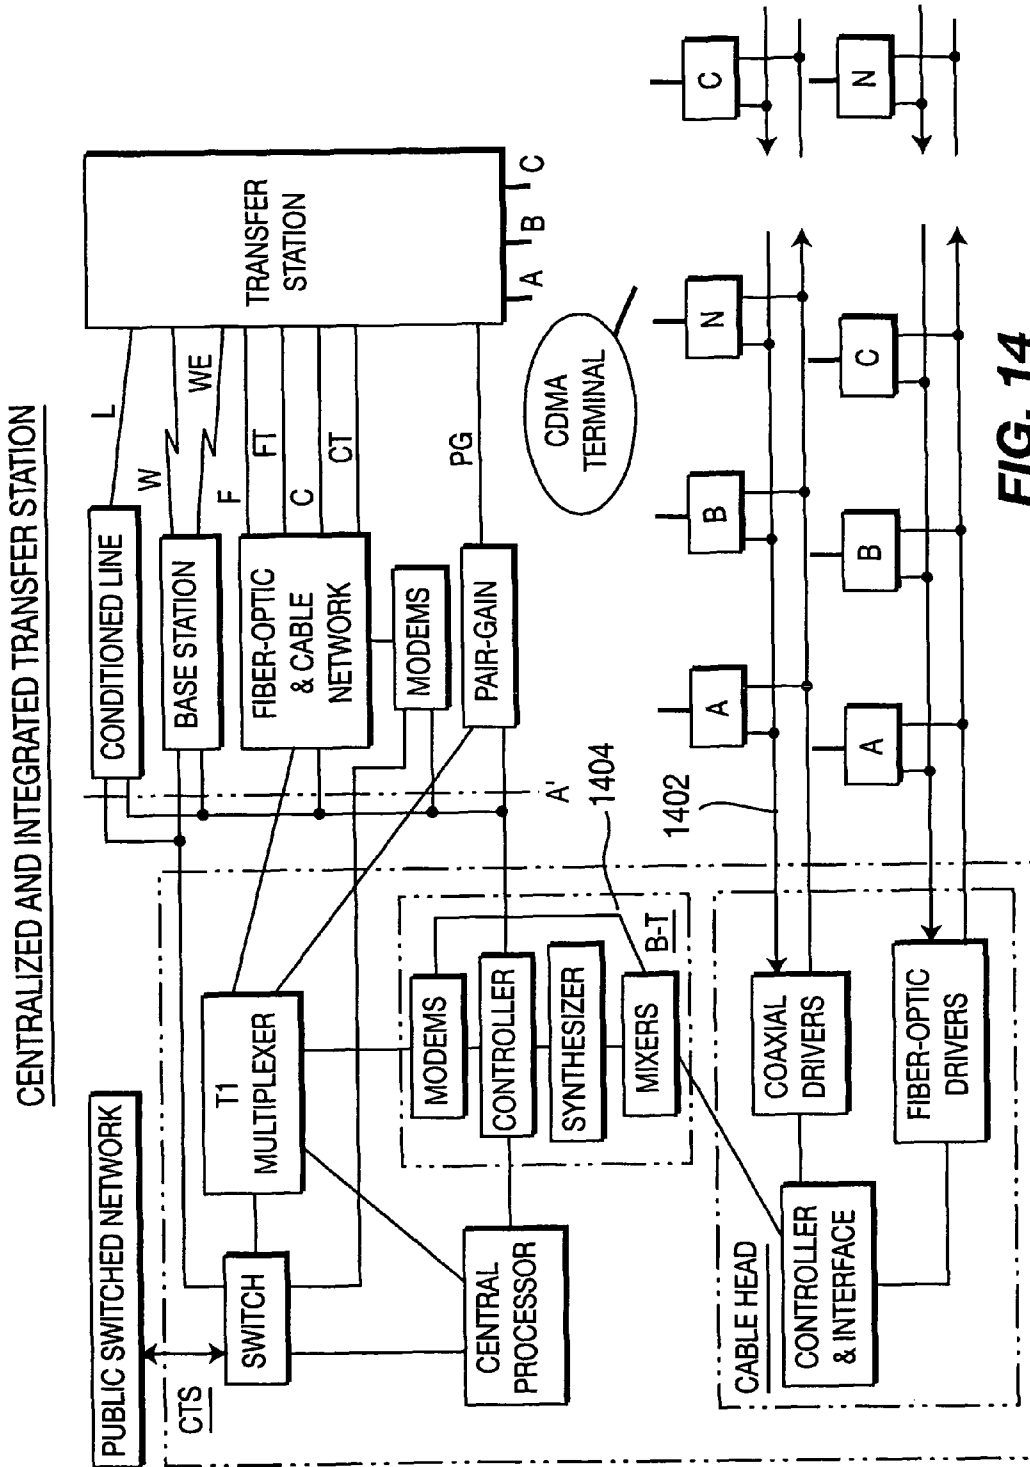 CENTRALIZED AND INTEGRATED TRANSFER STATION
PUBLIC SWITCHED NETWORK
CTS
SWITCH
T1
MULTIPLEXER
CENTRAL
PROCESSOR
MODEMS
CONTROLLER
SYNTHESIZER
MIXERS
B-T
1404
A'
CONDITIONED LINE
BASE STATION
FIBER-OPTIC
& CABLE
NETWORK
MODEMS
PAIR-GAIN
L
W
WE
F
FT
C
CT
PG
TRANSFER
STATION
A
B
C
CDMA
TERMINAL
CABLE HEAD
CONTROLLER
& INTERFACE
COAXIAL
DRIVERS
FIBER-OPTIC
DRIVERS
1402
A
B
N
C
A
B
C
N
FIG. 14